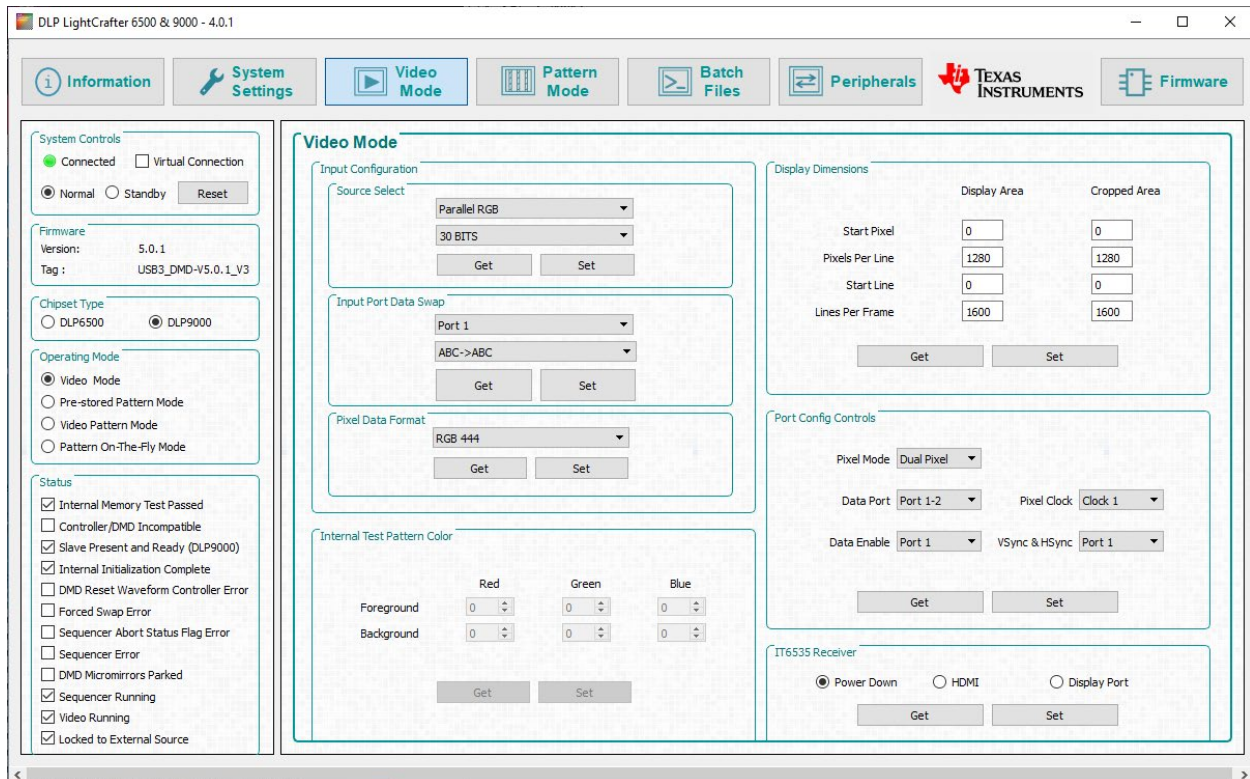 DLP LightCrafter 6500 & 9000 - 4.0.1
Information
System Settings
Video Mode
Pattern Mode
Batch Files
Peripherals
TEXAS INSTRUMENTS
Firmware
System Controls
Connected Virtual Connection
Normal Standby Reset
Firmware
Version: 5.0.1
Tag : USB3_DMD-V5.0.1_V3
Chipset Type
DLP6500 DLP9000
Operating Mode
Video Mode
Pre-stored Pattern Mode
Video Pattern Mode
Pattern On-The-Fly Mode
Status
Internal Memory Test Passed
Controller/DMD Incompatible
Slave Present and Ready (DLP9000)
Internal Initialization Complete
DMD Reset Waveform Controller Error
Forced Swap Error
Sequencer Abort Status Flag Error
Sequencer Error
DMD Micromirrors Parked
Sequencer Running
Video Running
Locked to External Source
Video Mode
Input Configuration
Source Select
Parallel RGB
30 BITS
Get Set
Input Port Data Swap
Port 1
ABC->ABC
Get Set
Pixel Data Format
RGB 444
Get Set
Internal Test Pattern Color
Red Green Blue
Foreground 0 0 0
Background 0 0 0
Get Set
Display Dimensions
Display Area Cropped Area
Start Pixel 0 0
Pixels Per Line 1280 1280
Start Line 0 0
Lines Per Frame 1600 1600
Get Set
Port Config Controls
Pixel Mode Dual Pixel
Data Port Port 1-2 Pixel Clock Clock 1
Data Enable Port 1 VSync & HSync Port 1
Get Set
IT6535 Receiver
Power Down HDMI Display Port
Get Set